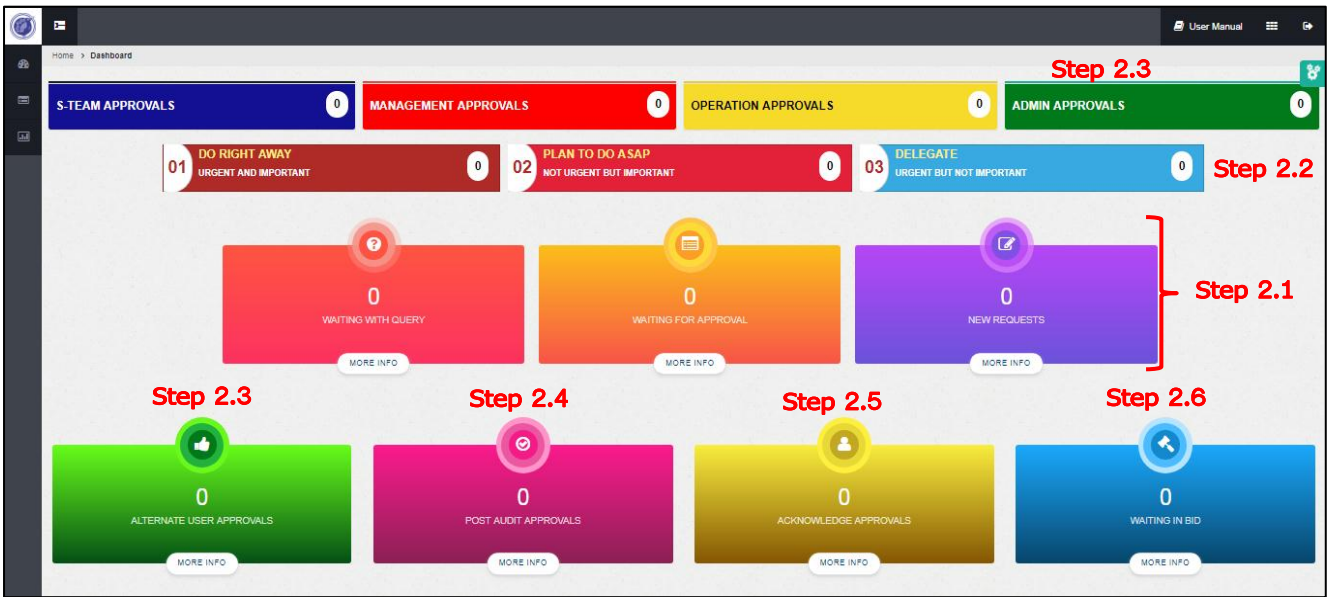 User Manual
Home > Dashboard
Step 2.3
S-TEAM APPROVALS 0
MANAGEMENT APPROVALS 0
OPERATION APPROVALS 0
ADMIN APPROVALS 0
01 DO RIGHT AWAY 0
URGENT AND IMPORTANT
02 PLAN TO DO ASAP 0
NOT URGENT BUT IMPORTANT
03 DELEGATE 0
URGENT BUT NOT IMPORTANT
Step 2.2
0
WAITING WITH QUERY
MORE INFO
0
WAITING FOR APPROVAL
MORE INFO
0
NEW REQUESTS
MORE INFO
Step 2.1
Step 2.3
0
ALTERNATE USER APPROVALS
MORE INFO
Step 2.4
0
POST AUDIT APPROVALS
MORE INFO
Step 2.5
0
ACKNOWLEDGE APPROVALS
MORE INFO
Step 2.6
0
WAITING IN BID
MORE INFO